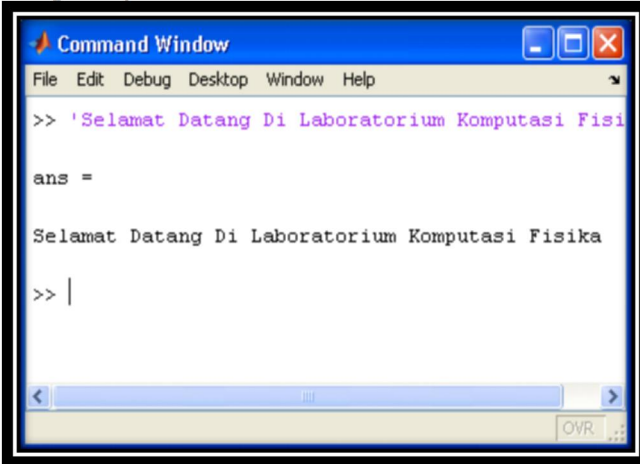 Command Window
File Edit Debug Desktop Window Help
>> 'Selamat Datang Di Laboratorium Komputasi Fisi
ans =
Selamat Datang Di Laboratorium Komputasi Fisika
>>
OVR